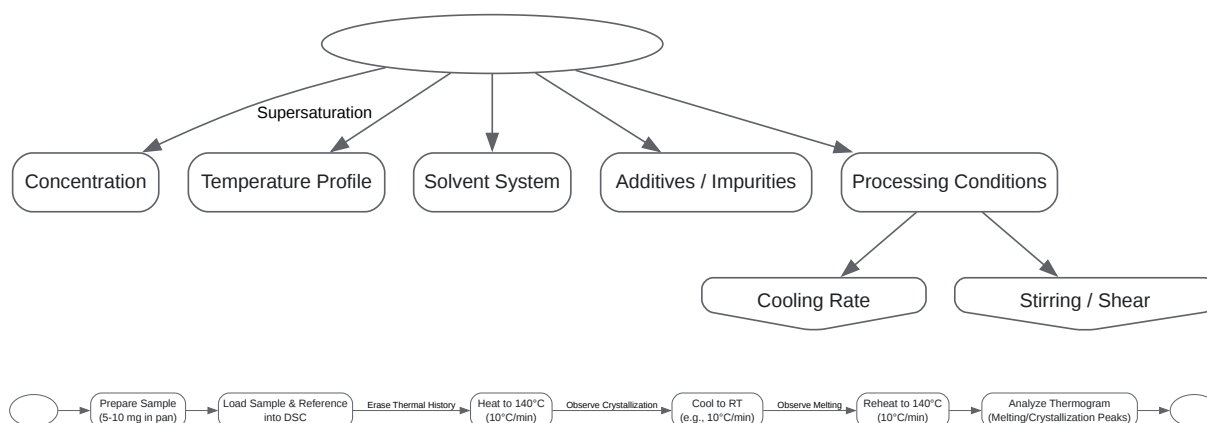 Supersaturation
Concentration
Temperature Profile
Solvent System
Additives / Impurities
Processing Conditions
Cooling Rate
Stirring / Shear
Prepare Sample
(5-10 mg in pan)
Load Sample & Reference
into DSC
Erase Thermal History
Heat to 140°C
(10°C/min)
Observe Crystallization
Cool to RT
(e.g., 10°C/min)
Observe Melting
Reheat to 140°C
(10°C/min)
Analyze Thermogram
(Melting/Crystallization Peaks)